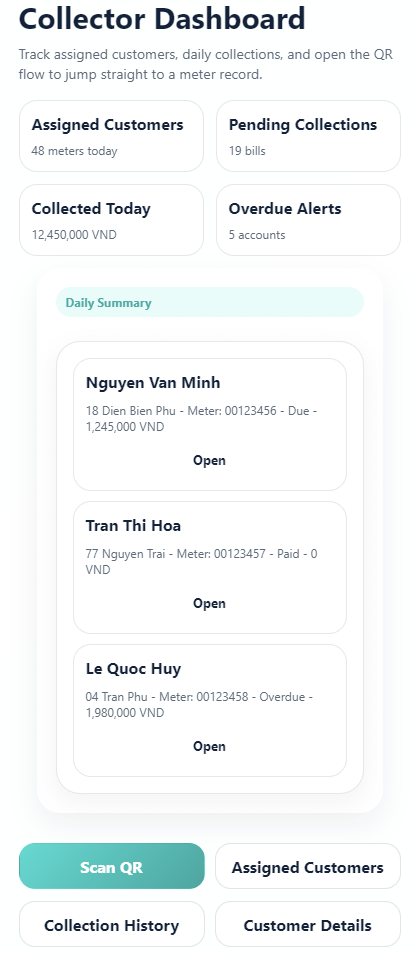 Collector Dashboard
Track assigned customers, daily collections, and open the QR
flow to jump straight to a meter record.
Assigned Customers
48 meters today
Pending Collections
19 bills
Collected Today
12,450,000 VND
Overdue Alerts
5 accounts
Daily Summary
Nguyen Van Minh
18 Dien Bien Phu - Meter: 00123456 - Due -
1,245,000 VND
Open
Tran Thi Hoa
77 Nguyen Trai - Meter: 00123457 - Paid - 0
VND
Open
Le Quoc Huy
04 Tran Phu - Meter: 00123458 - Overdue -
1,980,000 VND
Open
Scan QR
Assigned Customers
Collection History
Customer Details